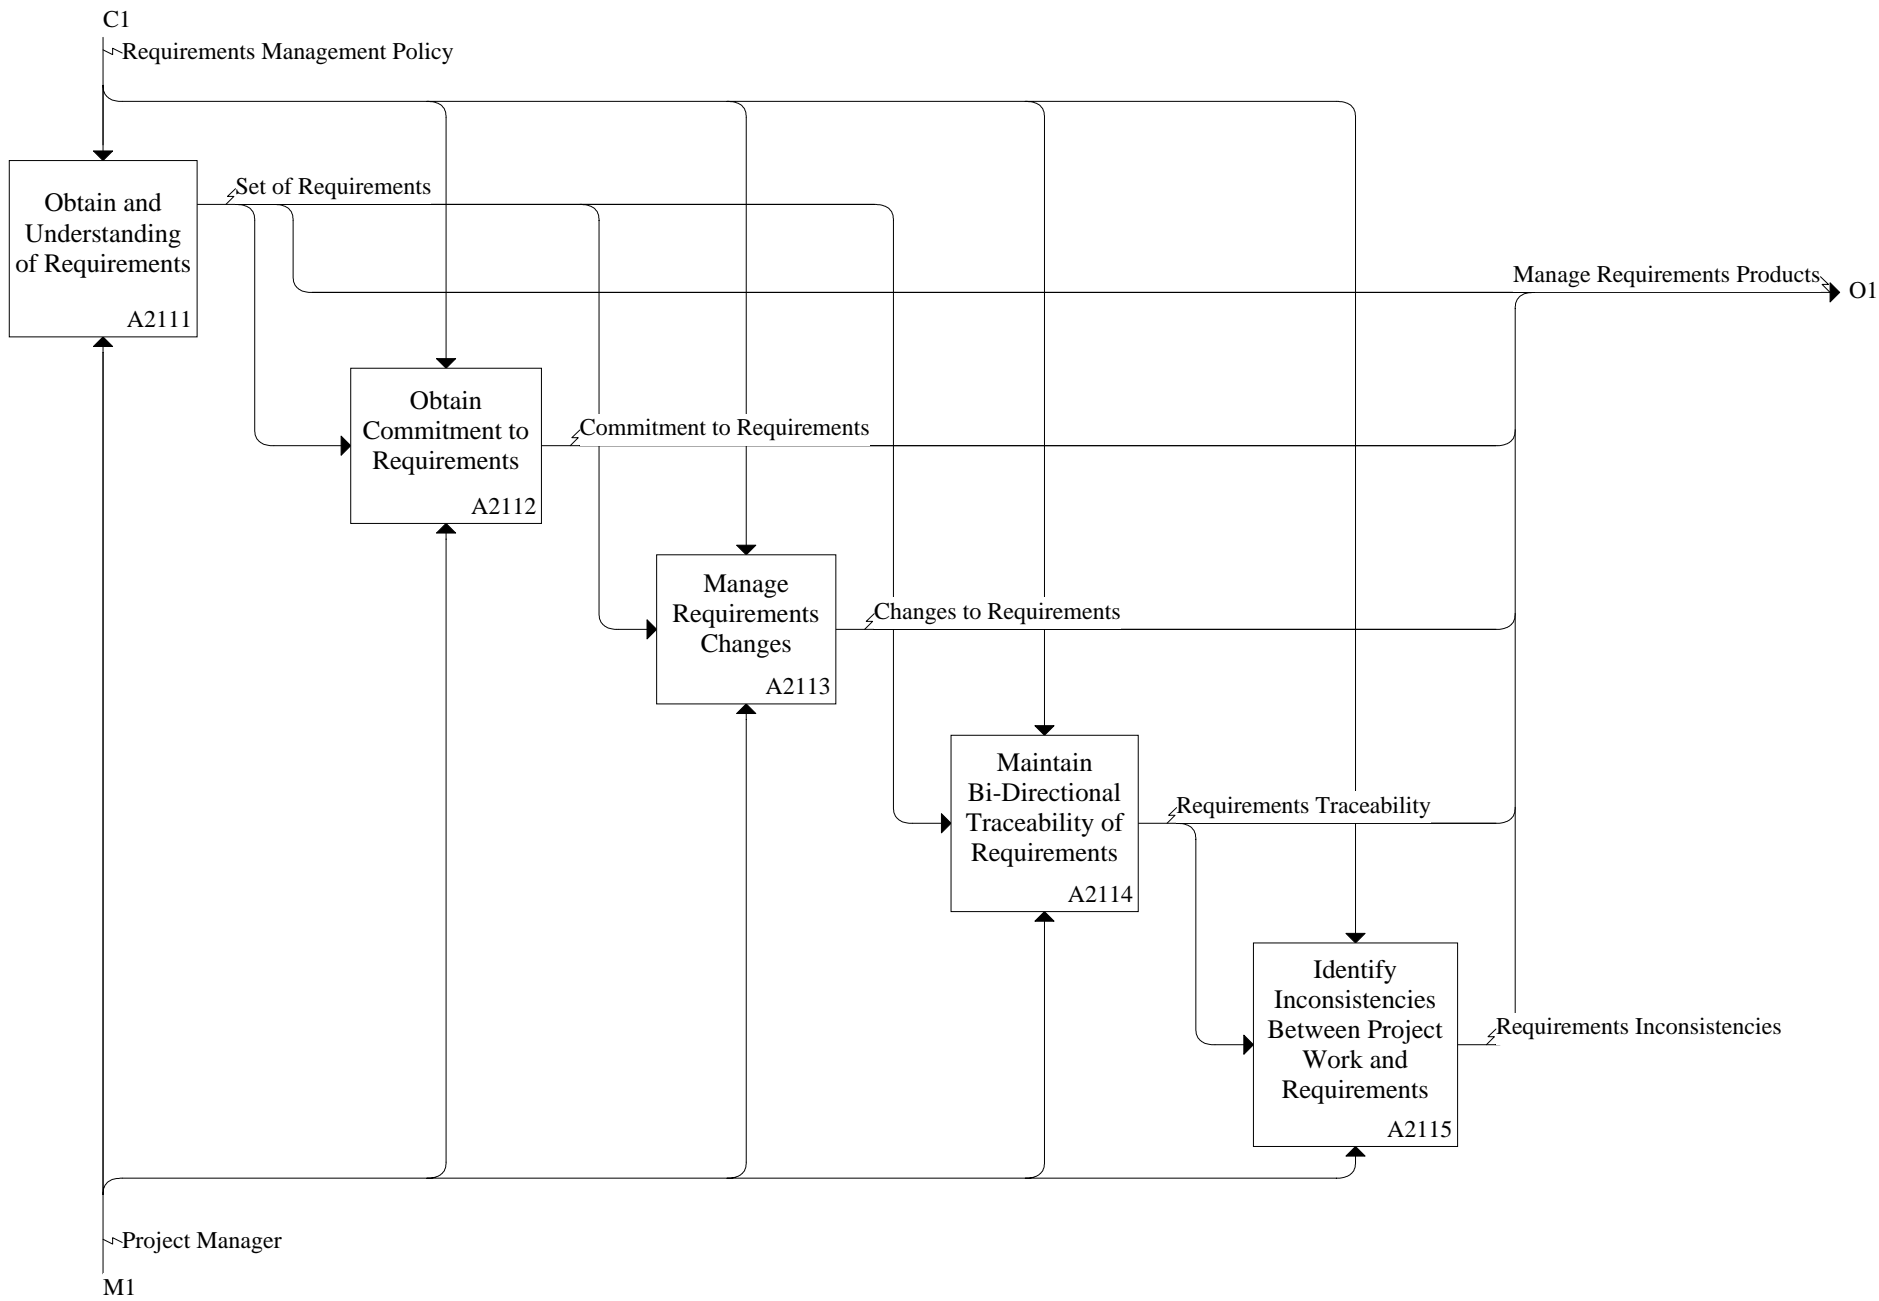 C1
Requirements Management Policy
Set of Requirements
Obtain and
Understanding
of Requirements
A2111
Manage Requirements Products
O1
Obtain
Commitment to
Requirements
A2112
Commitment to Requirements
Manage
Requirements
Changes
A2113
Changes to Requirements
Maintain
Bi-Directional
Traceability of
Requirements
A2114
Requirements Traceability
Identify
Inconsistencies
Between Project
Work and
Requirements
A2115
Requirements Inconsistencies
Project Manager
M1